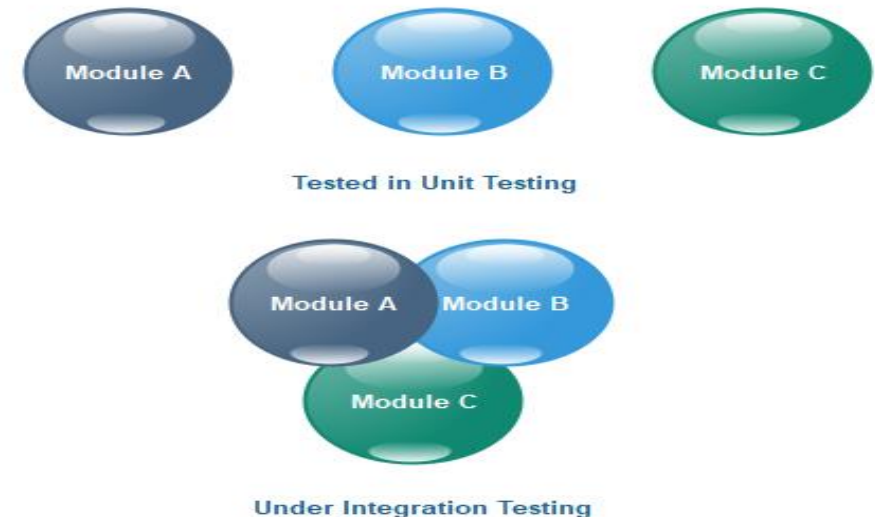 Module A Module B Module C
Tested in Unit Testing
Module A Module B
Module C
Under Integration Testing